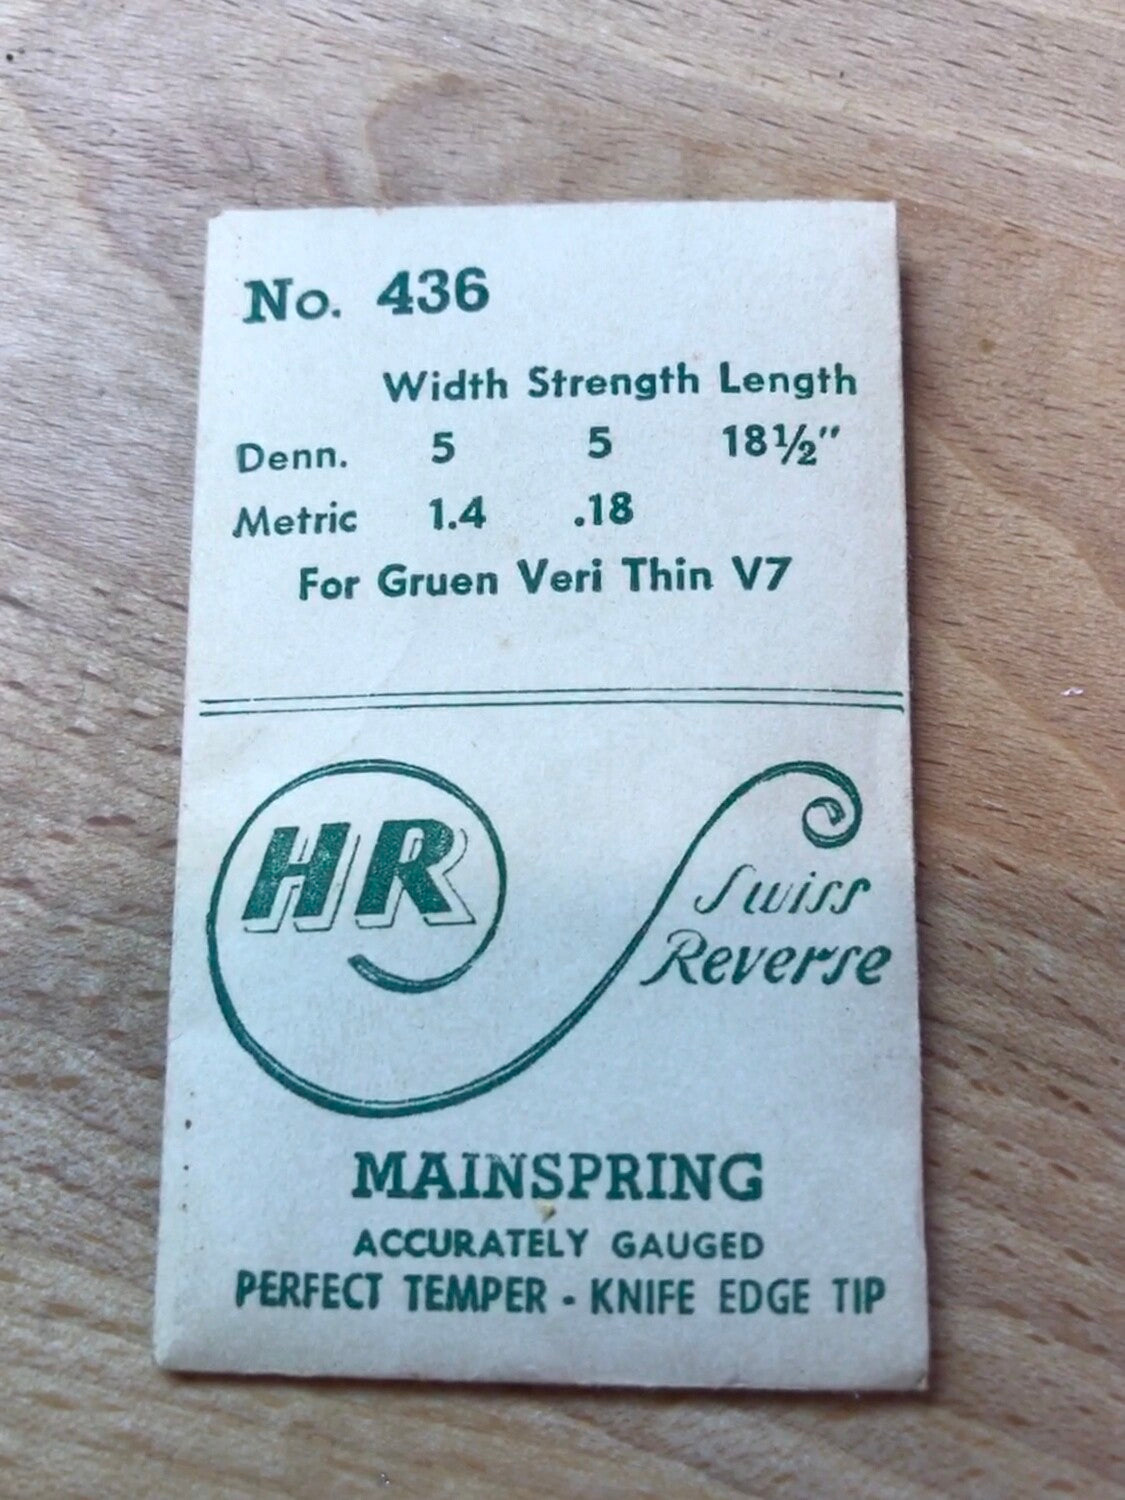 No. 436
Width Strength Length
Denn. 5 5 18½"
Metric 1.4 .18
For Gruen Veri Thin V7
HR
Swiss
Reverse
MAINSPRING
ACCURATELY GAUGED
PERFECT TEMPER - KNIFE EDGE TIP